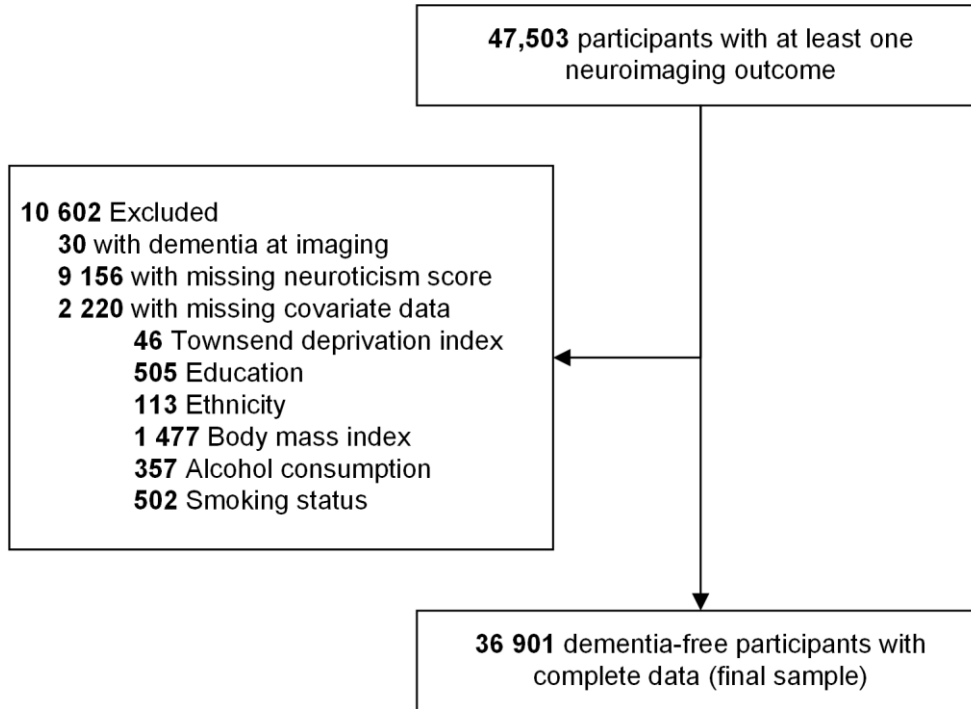 47,503 participants with at least one
neuroimaging outcome
10 602 Excluded
30 with dementia at imaging
9 156 with missing neuroticism score
2 220 with missing covariate data
46 Townsend deprivation index
505 Education
113 Ethnicity
1 477 Body mass index
357 Alcohol consumption
502 Smoking status
36 901 dementia-free participants with
complete data (final sample)